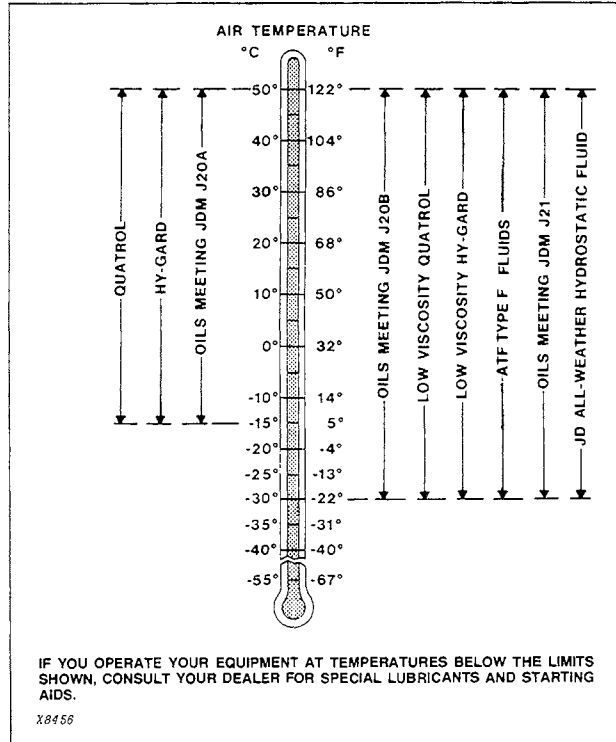 AIR TEMPERATURE
°C °F
50° 122°
40° 104°
30° 86°
20° 68°
10° 50°
0° 32°
-10° 14°
-15° 5°
-20° -4°
-25° -13°
-30° -22°
-35° -31°
-40° -40°
-55° -67°
QUATROL
HY-GARD
OILS MEETING JDM J20A
OILS MEETING JDM J20B
LOW VISCOSITY QUATROL
LOW VISCOSITY HY-GARD
ATF TYPE F FLUIDS
OILS MEETING JDM J21
JD ALL-WEATHER HYDROSTATIC FLUID
IF YOU OPERATE YOUR EQUIPMENT AT TEMPERATURES BELOW THE LIMITS
SHOWN, CONSULT YOUR DEALER FOR SPECIAL LUBRICANTS AND STARTING
AIDS.
X8456